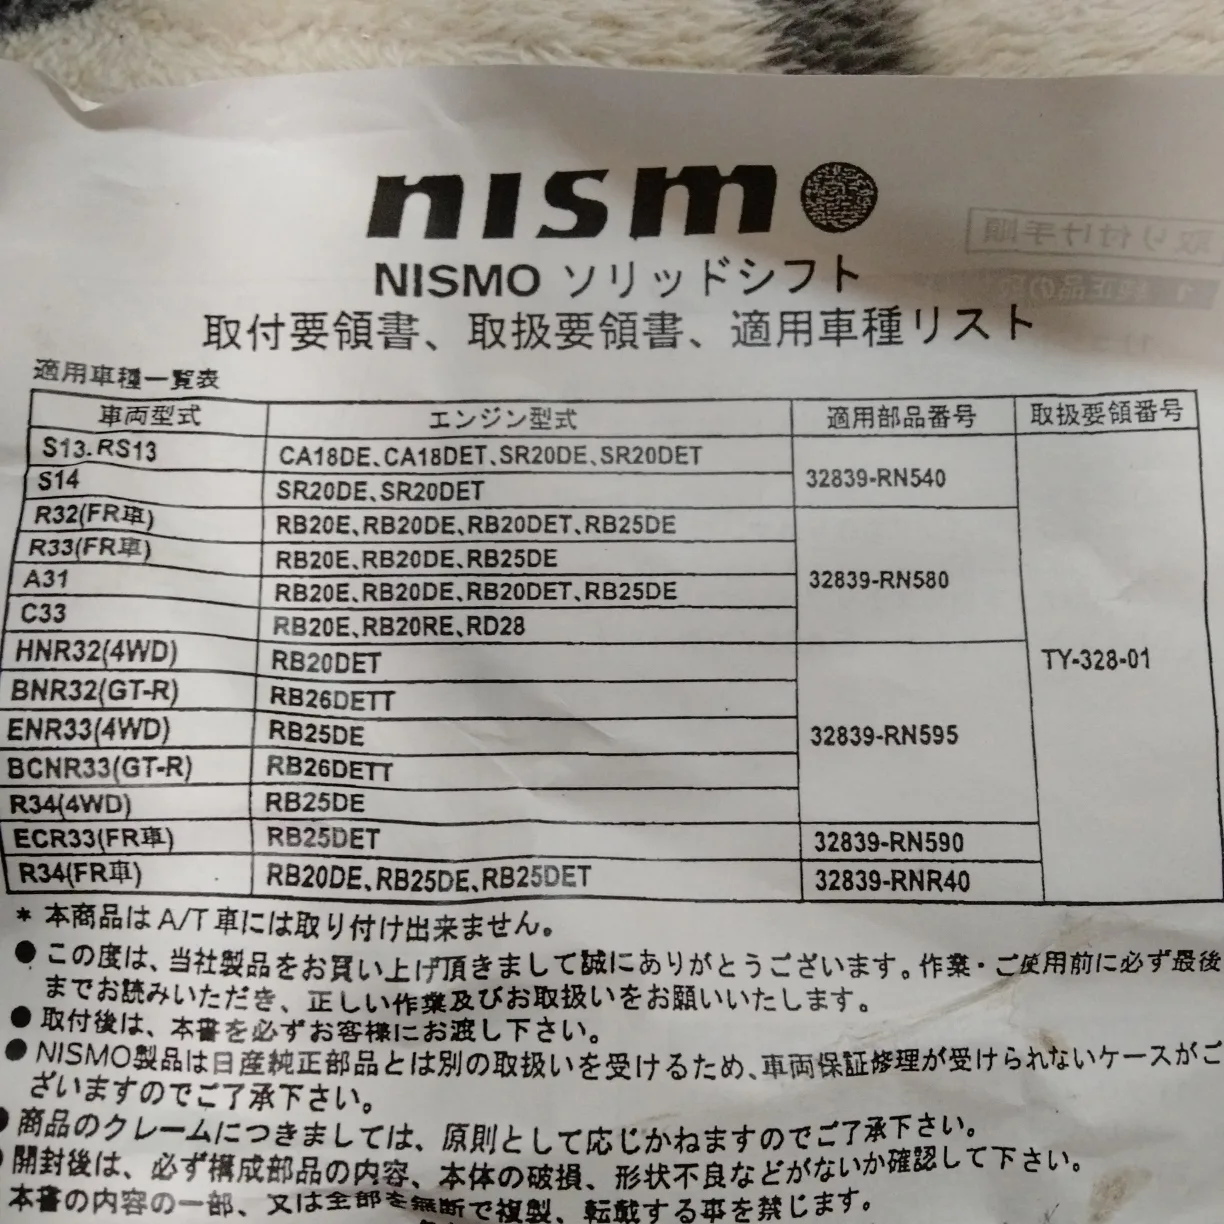 nismo
NISMO ソリッドシフト
取付要領書、取扱要領書、適用車種リスト
適用車種一覧表
車両型式 エンジン型式 適用部品番号 取扱要領番号
S13.RS13 CA18DE、CA18DET、SR20DE、SR20DET 32839-RN540
S14 SR20DE、SR20DET
R32(FR車) RB20E、RB20DE、RB20DET、RB25DE
R33(FR車) RB20E、RB20DE、RB25DE 32839-RN580
A31 RB20E、RB20DE、RB20DET、RB25DE
C33 RB20E、RB20RE、RD28
HNR32(4WD) RB20DET TY-328-01
BNR32(GT-R) RB26DETT
ENR33(4WD) RB25DE 32839-RN595
BCNR33(GT-R) RB26DETT
R34(4WD) RB25DE
ECR33(FR車) RB25DET 32839-RN590
R34(FR車) RB20DE、RB25DE、RB25DET 32839-RNR40
* 本商品は A/T 車には取り付け出来ません。
● この度は、当社製品をお買い上げ頂きまして誠にありがとうございます。作業・ご使用前に必ず最後
までお読みいただき、正しい作業及びお取扱いをお願いいたします。
● 取付後は、本書を必ずお客様にお渡し下さい。
● NISMO製品は日産純正部品とは別の取扱いを受けるため、車両保証修理が受けられないケースがご
ざいますのでご了承下さい。
● 商品のクレームにつきましては、原則として応じかねますのでご了承下さい。
● 開封後は、必ず構成部品の内容、本体の破損、形状不良などがないか確認して下さい。
本書の内容の一部、又は全部を無断で複製、転載する事を禁じます。